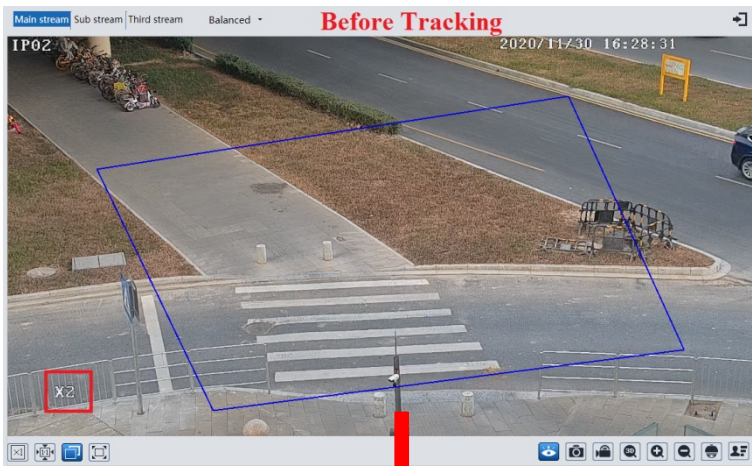 Main stream Sub stream Third stream Balanced
Before Tracking
IP02 2020/11/30 16:28:31
X2